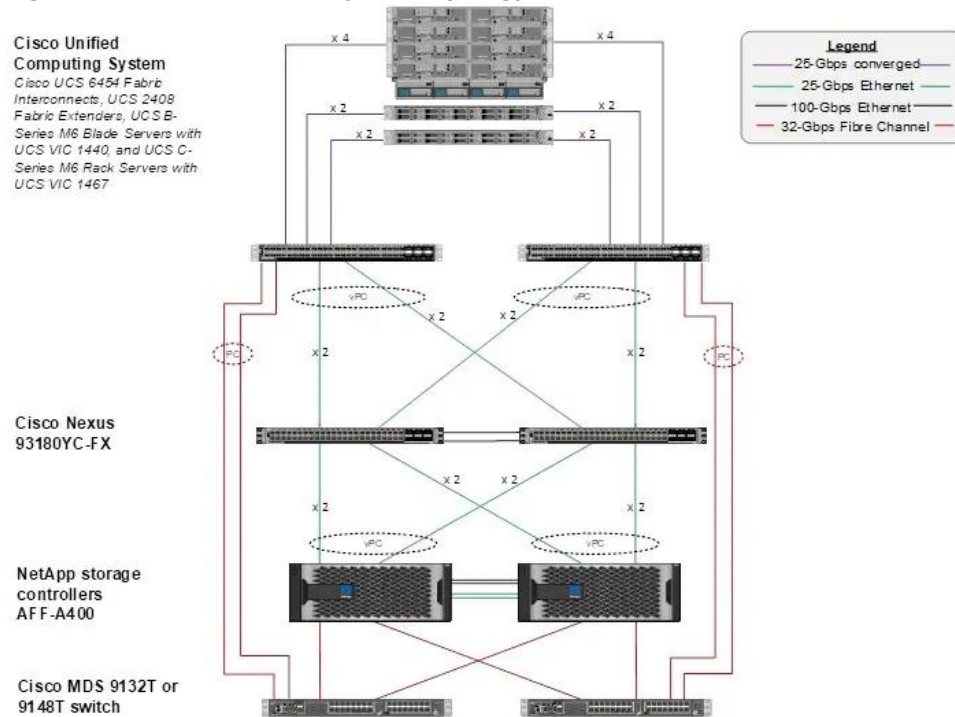 x 4
x 4
Cisco Unified
Computing System
Cisco UCS 6454 Fabric
Interconnects, UCS 2408
Fabric Extenders, UCS B-
Series M6 Blade Servers with
UCS VIC 1440, and UCS C-
Series M6 Rack Servers with
UCS VIC 1467
Legend
25-Gbps converged
25-Gbps Ethernet
100-Gbps Ethernet
32-Gbps Fibre Channel
x 2
x 2
x 2
x 2
vPC
vPC
x 2
x 2
PC
x 2
x 2
PC
Cisco Nexus
93180YC-FX
x 2
x 2
x 2
x 2
vPC
vPC
NetApp storage
controllers
AFF-A400
Cisco MDS 9132T or
9148T switch